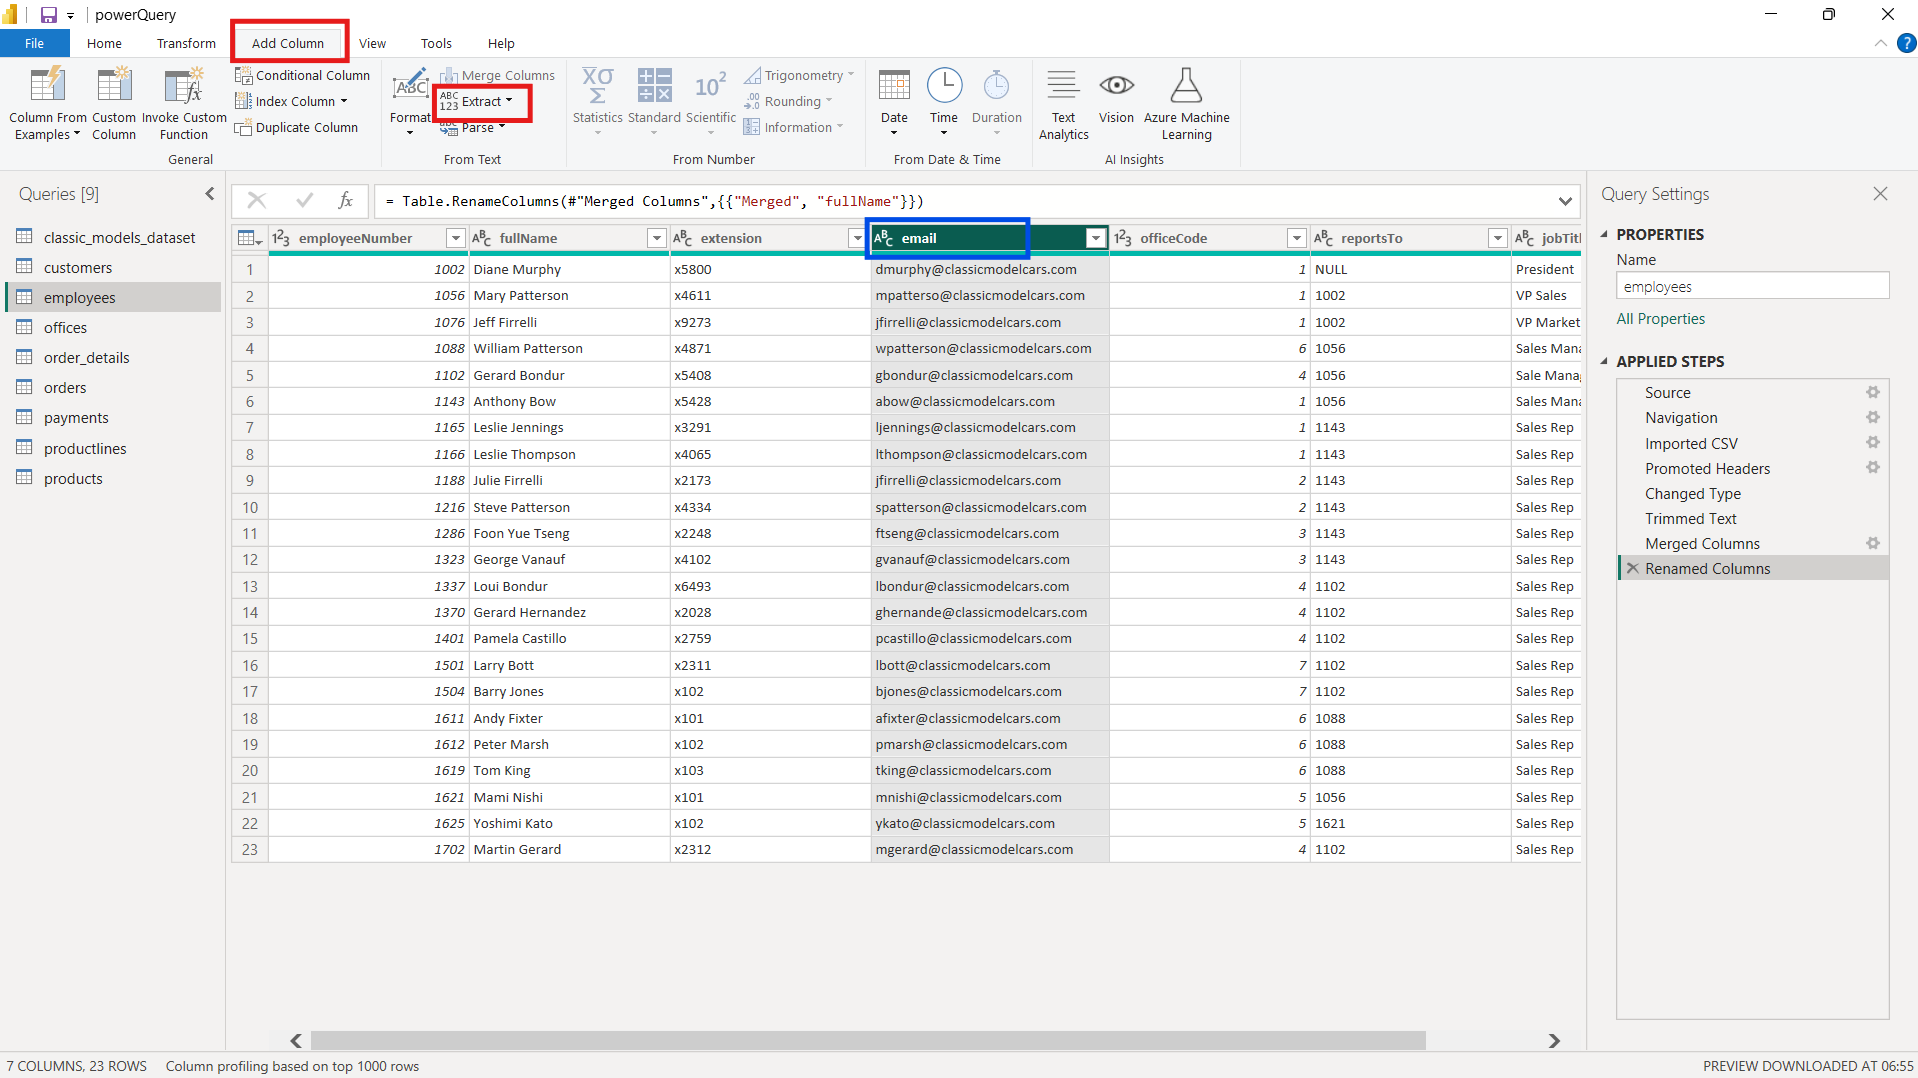 powerQuery
File Home Transform Add Column View Tools Help
Column From Examples
Custom Column
Invoke Custom Function
Conditional Column
Index Column
Duplicate Column
General
Format
Merge Columns
Extract
Parse
From Text
Statistics
Standard
Scientific
Trigonometry
Rounding
Information
From Number
Date
Time
Duration
From Date & Time
Text Analytics
Vision
Azure Machine Learning
AI Insights
Queries [9]
classic_models_dataset
customers
employees
offices
order_details
orders
payments
productlines
products
= Table.RenameColumns(#"Merged Columns",{{"Merged", "fullName"}})
employeeNumber fullName extension email officeCode reportsTo jobTitl
1 1002 Diane Murphy x5800 dmurphy@classicmodelcars.com 1 NULL President
2 1056 Mary Patterson x4611 mpatterso@classicmodelcars.com 1 1002 VP Sales
3 1076 Jeff Firrelli x9273 jfirrelli@classicmodelcars.com 1 1002 VP Market
4 1088 William Patterson x4871 wpatterson@classicmodelcars.com 6 1056 Sales Mana
5 1102 Gerard Bondur x5408 gbondur@classicmodelcars.com 4 1056 Sale Manag
6 1143 Anthony Bow x5428 abow@classicmodelcars.com 1 1056 Sales Mana
7 1165 Leslie Jennings x3291 ljennings@classicmodelcars.com 1 1143 Sales Rep
8 1166 Leslie Thompson x4065 lthompson@classicmodelcars.com 1 1143 Sales Rep
9 1188 Julie Firrelli x2173 jfirrelli@classicmodelcars.com 2 1143 Sales Rep
10 1216 Steve Patterson x4334 spatterson@classicmodelcars.com 2 1143 Sales Rep
11 1286 Foon Yue Tseng x2248 ftseng@classicmodelcars.com 3 1143 Sales Rep
12 1323 George Vanauf x4102 gvanauf@classicmodelcars.com 3 1143 Sales Rep
13 1337 Loui Bondur x6493 lbondur@classicmodelcars.com 4 1102 Sales Rep
14 1370 Gerard Hernandez x2028 ghernande@classicmodelcars.com 4 1102 Sales Rep
15 1401 Pamela Castillo x2759 pcastillo@classicmodelcars.com 4 1102 Sales Rep
16 1501 Larry Bott x2311 lbott@classicmodelcars.com 7 1102 Sales Rep
17 1504 Barry Jones x102 bjones@classicmodelcars.com 7 1102 Sales Rep
18 1611 Andy Fixter x101 afixter@classicmodelcars.com 6 1088 Sales Rep
19 1612 Peter Marsh x102 pmarsh@classicmodelcars.com 6 1088 Sales Rep
20 1619 Tom King x103 tking@classicmodelcars.com 6 1088 Sales Rep
21 1621 Mami Nishi x101 mnishi@classicmodelcars.com 5 1056 Sales Rep
22 1625 Yoshimi Kato x102 ykato@classicmodelcars.com 5 1621 Sales Rep
23 1702 Martin Gerard x2312 mgerard@classicmodelcars.com 4 1102 Sales Rep
Query Settings
PROPERTIES
Name
employees
All Properties
APPLIED STEPS
Source
Navigation
Imported CSV
Promoted Headers
Changed Type
Trimmed Text
Merged Columns
Renamed Columns
7 COLUMNS, 23 ROWS Column profiling based on top 1000 rows
PREVIEW DOWNLOADED AT 06:55